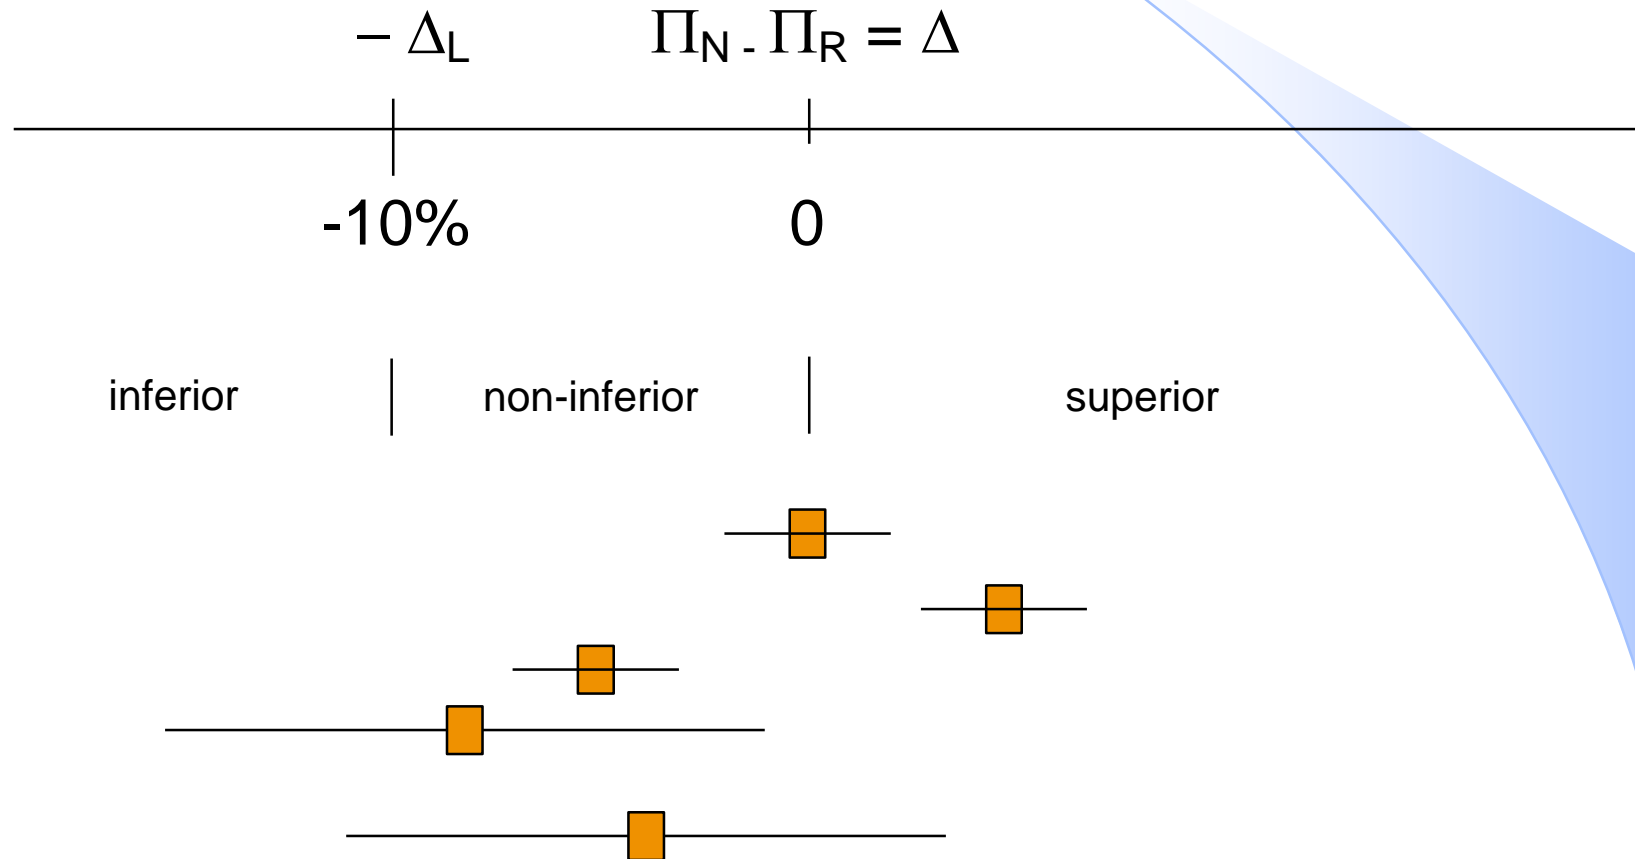 – ΔL ΠN - ΠR = Δ
-10% 0
inferior non-inferior superior